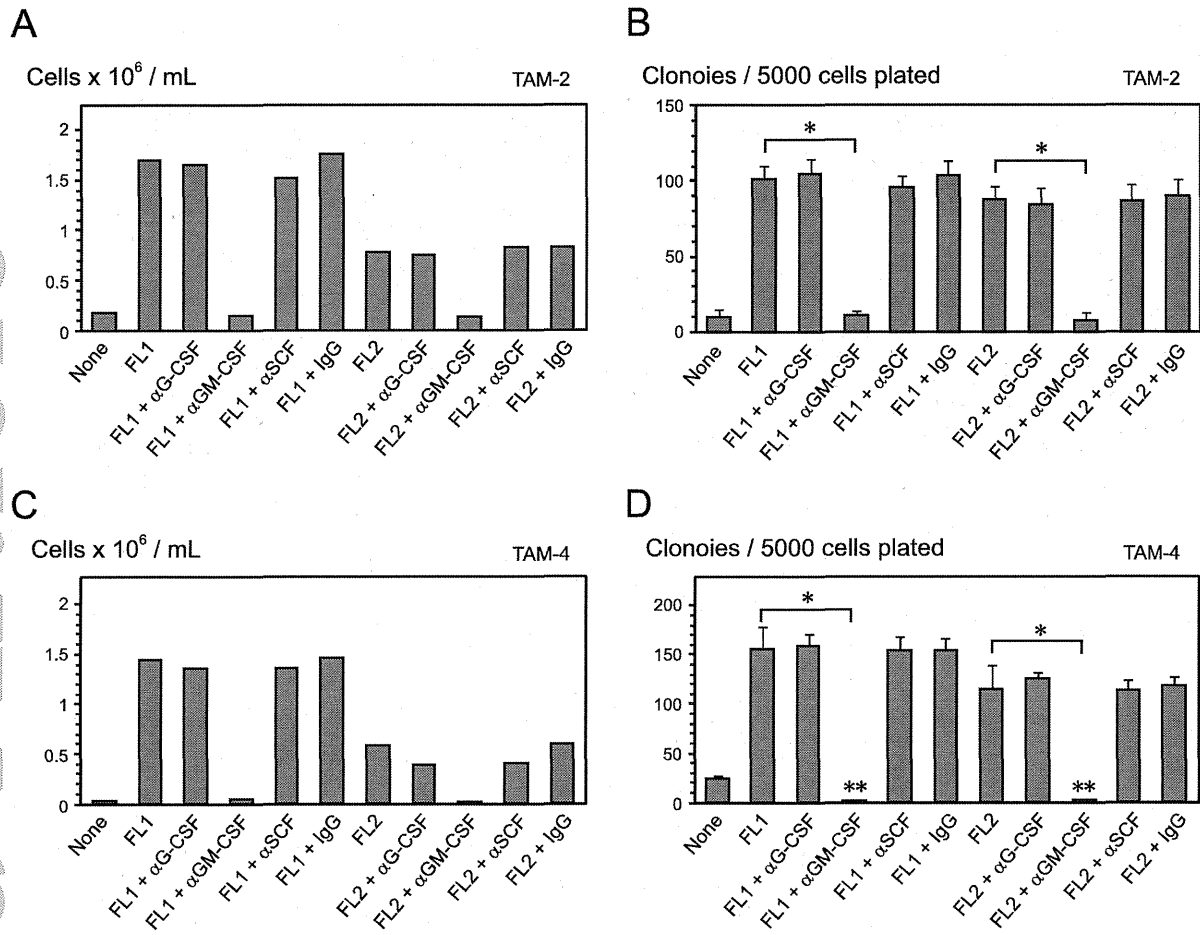 A
Cells x 10⁶ / mL
TAM-2
2
1.5
1
0.5
0
None
FL1
FL1 + αG-CSF
FL1 + αGM-CSF
FL1 + αSCF
FL1 + IgG
FL2
FL2 + αG-CSF
FL2 + αGM-CSF
FL2 + αSCF
FL2 + IgG
B
Clonoies / 5000 cells plated
TAM-2
150
100
50
0
*
*
None
FL1
FL1 + αG-CSF
FL1 + αGM-CSF
FL1 + αSCF
FL1 + IgG
FL2
FL2 + αG-CSF
FL2 + αGM-CSF
FL2 + αSCF
FL2 + IgG
C
Cells x 10⁶ / mL
TAM-4
2
1.5
1
0.5
0
None
FL1
FL1 + αG-CSF
FL1 + αGM-CSF
FL1 + αSCF
FL1 + IgG
FL2
FL2 + αG-CSF
FL2 + αGM-CSF
FL2 + αSCF
FL2 + IgG
D
Clonoies / 5000 cells plated
TAM-4
200
150
100
50
0
*
*
**
**
None
FL1
FL1 + αG-CSF
FL1 + αGM-CSF
FL1 + αSCF
FL1 + IgG
FL2
FL2 + αG-CSF
FL2 + αGM-CSF
FL2 + αSCF
FL2 + IgG